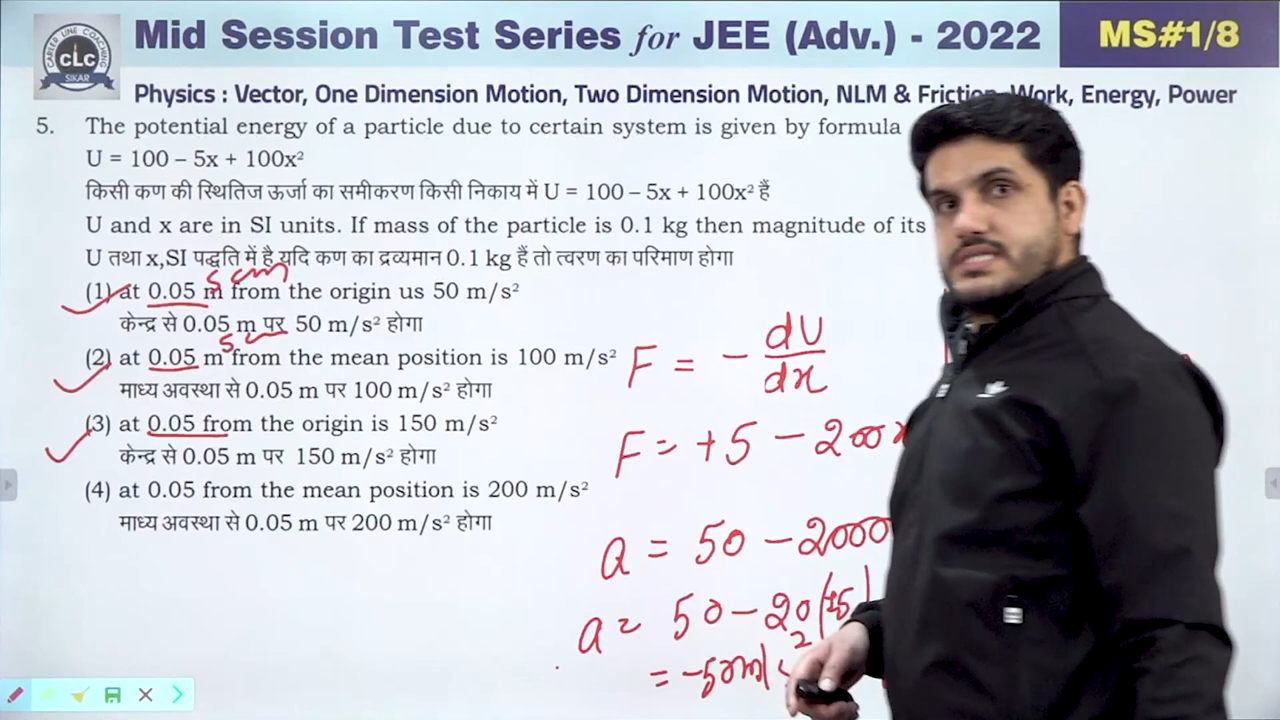 CAREER LINE COACHING
CLC
SIKAR
Mid Session Test Series for JEE (Adv.) - 2022
MS#1/8
Physics : Vector, One Dimension Motion, Two Dimension Motion, NLM & Friction, Work, Energy, Power
5. The potential energy of a particle due to certain system is given by formula
U = 100 – 5x + 100x²
किसी कण की स्थितिज ऊर्जा का समीकरण किसी निकाय में U = 100 – 5x + 100x² हैं
U and x are in SI units. If mass of the particle is 0.1 kg then magnitude of its
U तथा x,SI पद्धति में है यदि कण का द्रव्यमान 0.1 kg हैं तो त्वरण का परिमाण होगा
5 cm
(1) at 0.05 m from the origin us 50 m/s²
केन्द्र से 0.05 m पर 50 m/s² होगा
(2) at 0.05 m from the mean position is 100 m/s²
माध्य अवस्था से 0.05 m पर 100 m/s² होगा
(3) at 0.05 from the origin is 150 m/s²
केन्द्र से 0.05 m पर 150 m/s² होगा
(4) at 0.05 from the mean position is 200 m/s²
माध्य अवस्था से 0.05 m पर 200 m/s² होगा
F = - dU/dx
F = +5 - 200x
a = 50 - 2000
a = 50 - 20(